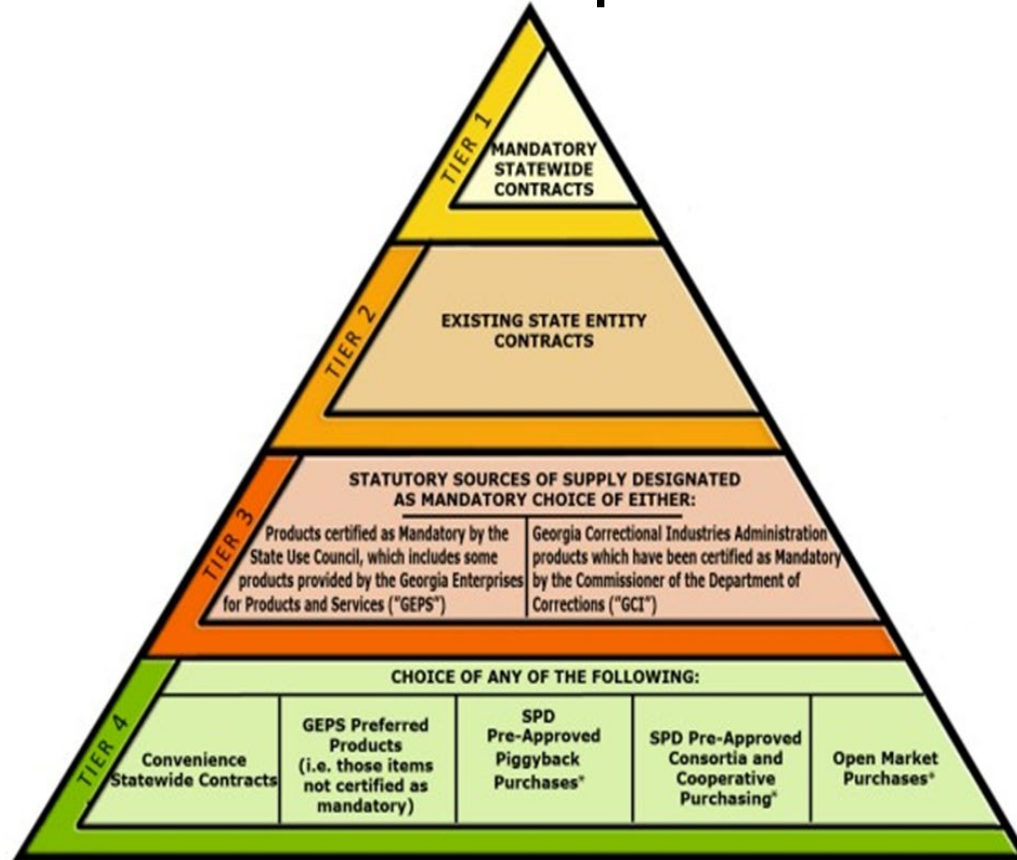 TIER 1
MANDATORY
STATEWIDE
CONTRACTS
TIER 2
EXISTING STATE ENTITY
CONTRACTS
TIER 3
STATUTORY SOURCES OF SUPPLY DESIGNATED
AS MANDATORY CHOICE OF EITHER:
Products certified as Mandatory by the
State Use Council, which includes some
products provided by the Georgia Enterprises
for Products and Services ("GEPS")
Georgia Correctional Industries Administration
products which have been certified as Mandatory
by the Commissioner of the Department of
Corrections ("GCI")
TIER 4
CHOICE OF ANY OF THE FOLLOWING:
Convenience
Statewide Contracts
GEPS Preferred
Products
(i.e. those items
not certified as
mandatory)
SPD
Pre-Approved
Piggyback
Purchases*
SPD Pre-Approved
Consortia and
Cooperative
Purchasing*
Open Market
Purchases*